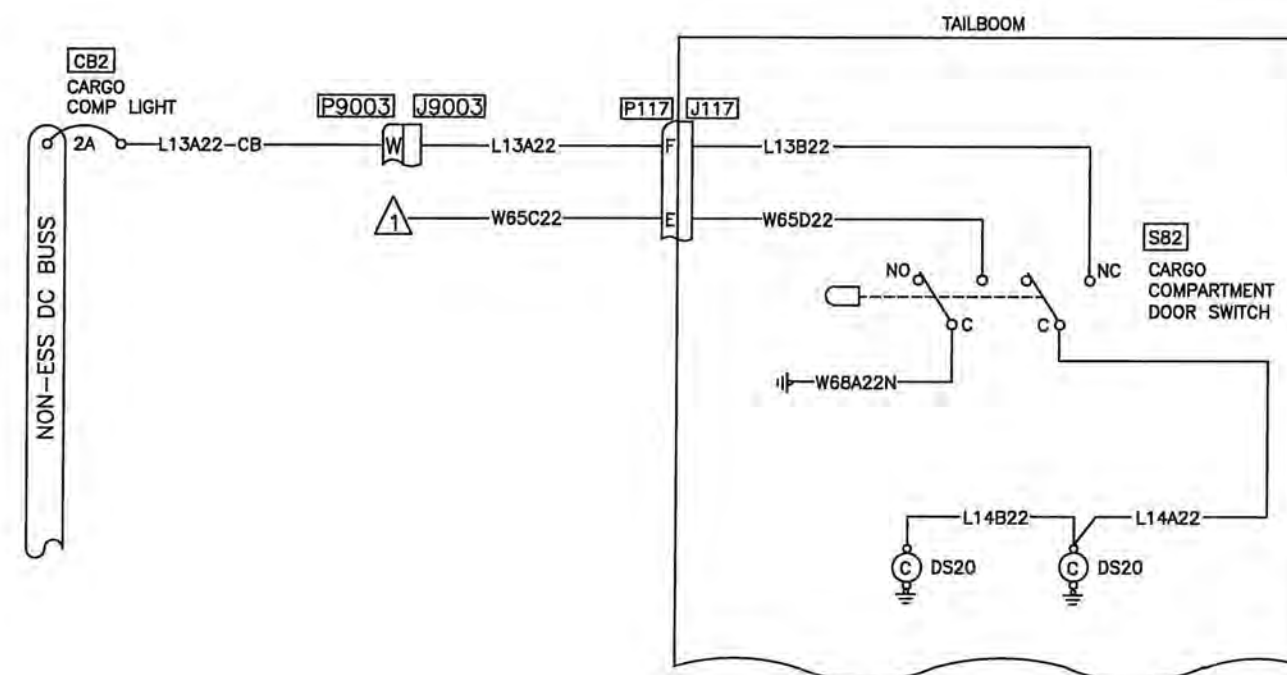 TAILBOOM
CB2
CARGO
COMP LIGHT
2A
L13A22-CB
P9003
J9003
W
L13A22
P117
J117
F
L13B22
1
W65C22
E
W65D22
NON-ESS DC BUSS
NO
NC
C
C
S82
CARGO
COMPARTMENT
DOOR SWITCH
W68A22N
L14B22
L14A22
C
DS20
C
DS20